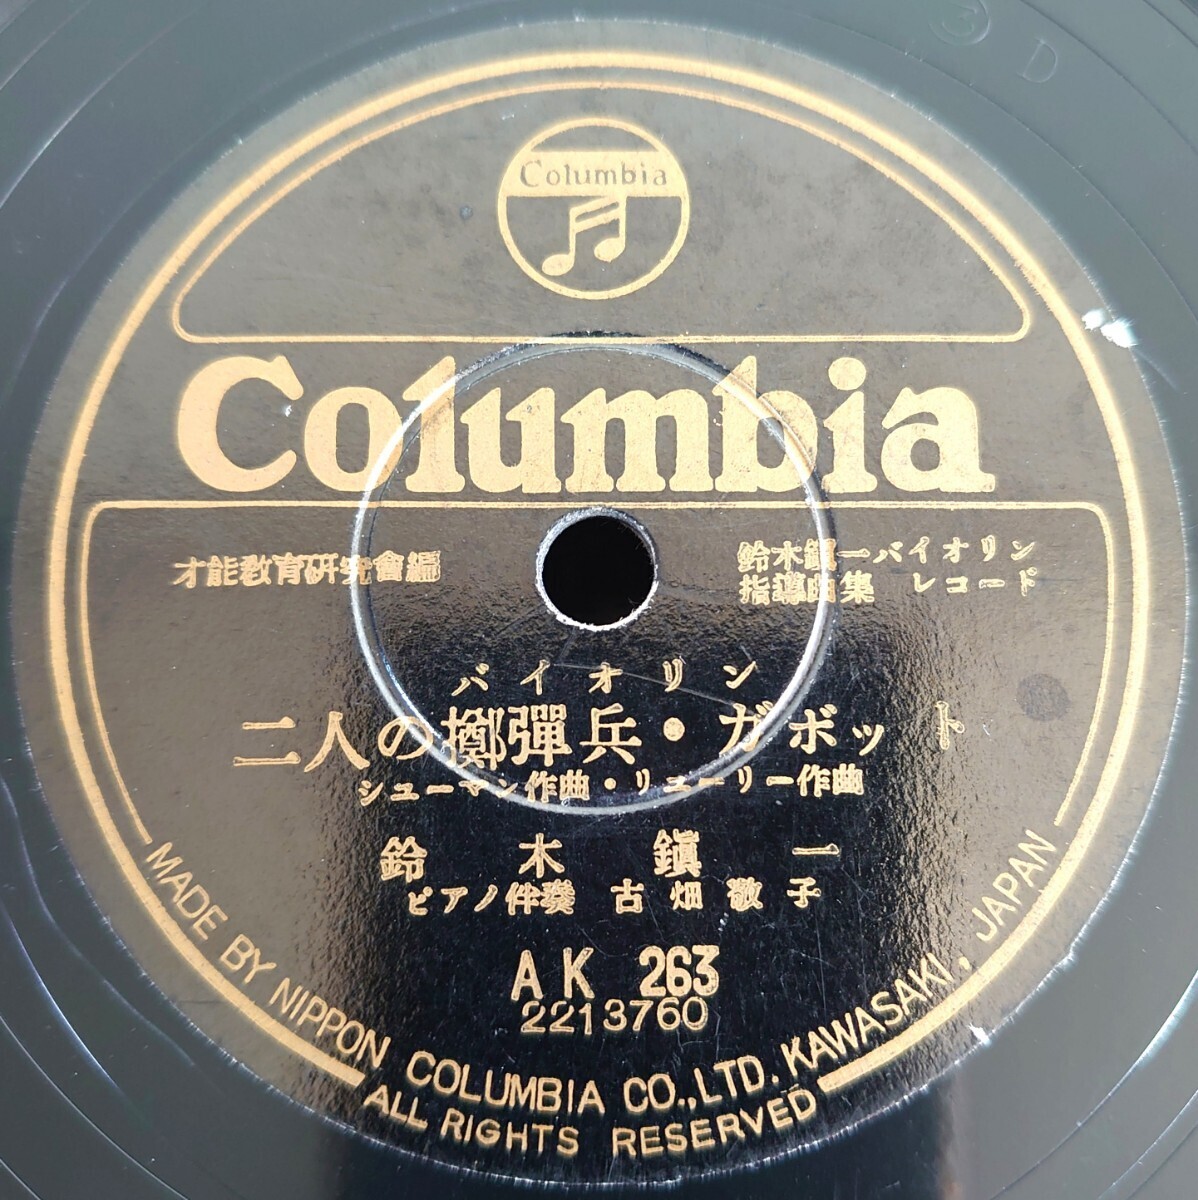 ③ D
Columbia
Columbia
才能教育研究會編
鈴木鎭一バイオリン
指導曲集 レコード
バイオリン
二人の擲彈兵・ガボット
シューマン作曲・リューリー作曲
鈴木鎭一
ピアノ伴奏 古畑敬子
AK 263
2213760
MADE BY NIPPON COLUMBIA CO., LTD. KAWASAKI, JAPAN
ALL RIGHTS RESERVED